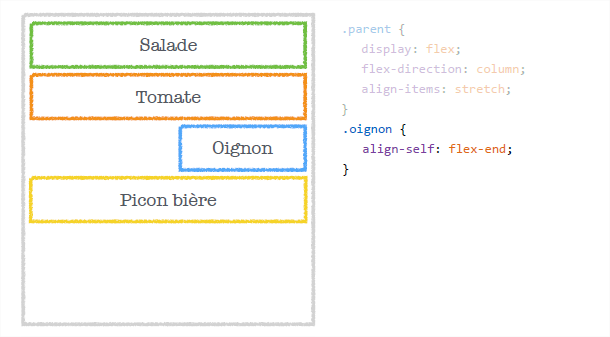 Salade
Tomate
Oignon
Picon bière
.parent {
display: flex;
flex-direction: column;
align-items: stretch;
}
.oignon {
align-self: flex-end;
}